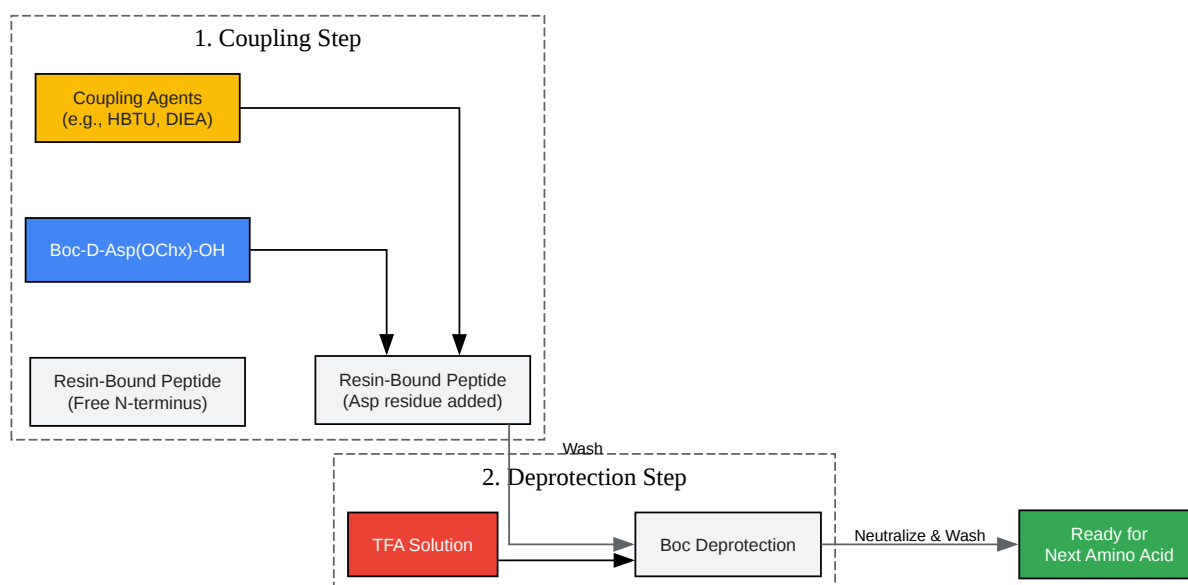 1. Coupling Step
Coupling Agents
(e.g., HBTU, DIEA)
Boc-D-Asp(OChx)-OH
Resin-Bound Peptide
(Free N-terminus)
Resin-Bound Peptide
(Asp residue added)
Wash
2. Deprotection Step
TFA Solution
Boc Deprotection
Neutralize & Wash
Ready for
Next Amino Acid